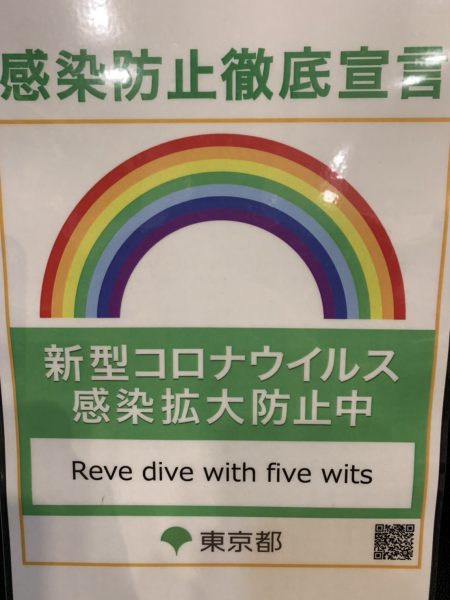 感染防止徹底宣言
新型コロナウイルス
感染拡大防止中
Reve dive with five wits
東京都